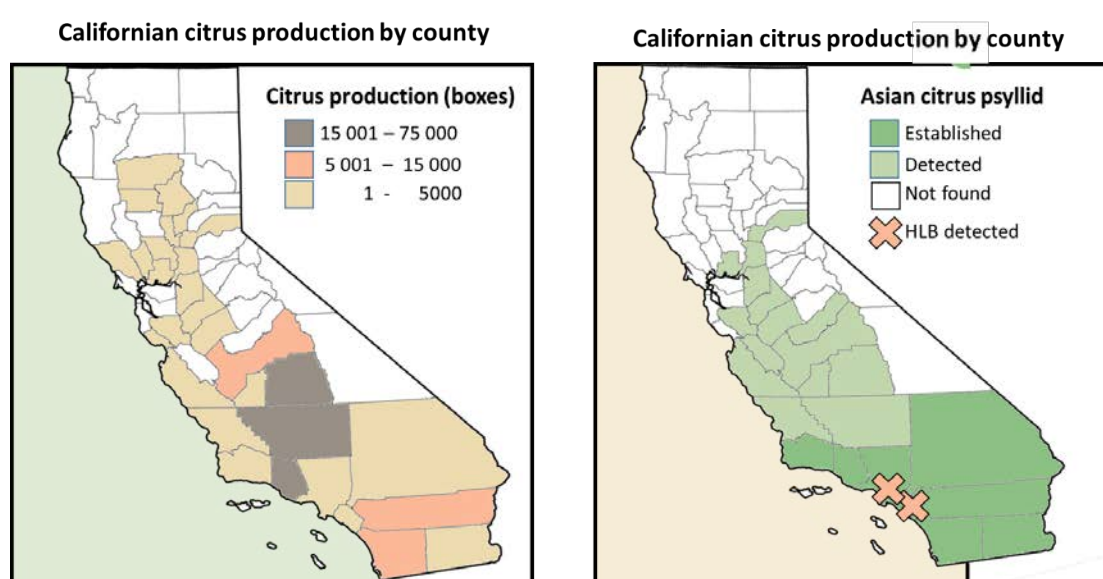 Californian citrus production by county
Citrus production (boxes)
15 001 – 75 000
5 001 – 15 000
1 - 5000
Californian citrus production by county
Asian citrus psyllid
Established
Detected
Not found
HLB detected